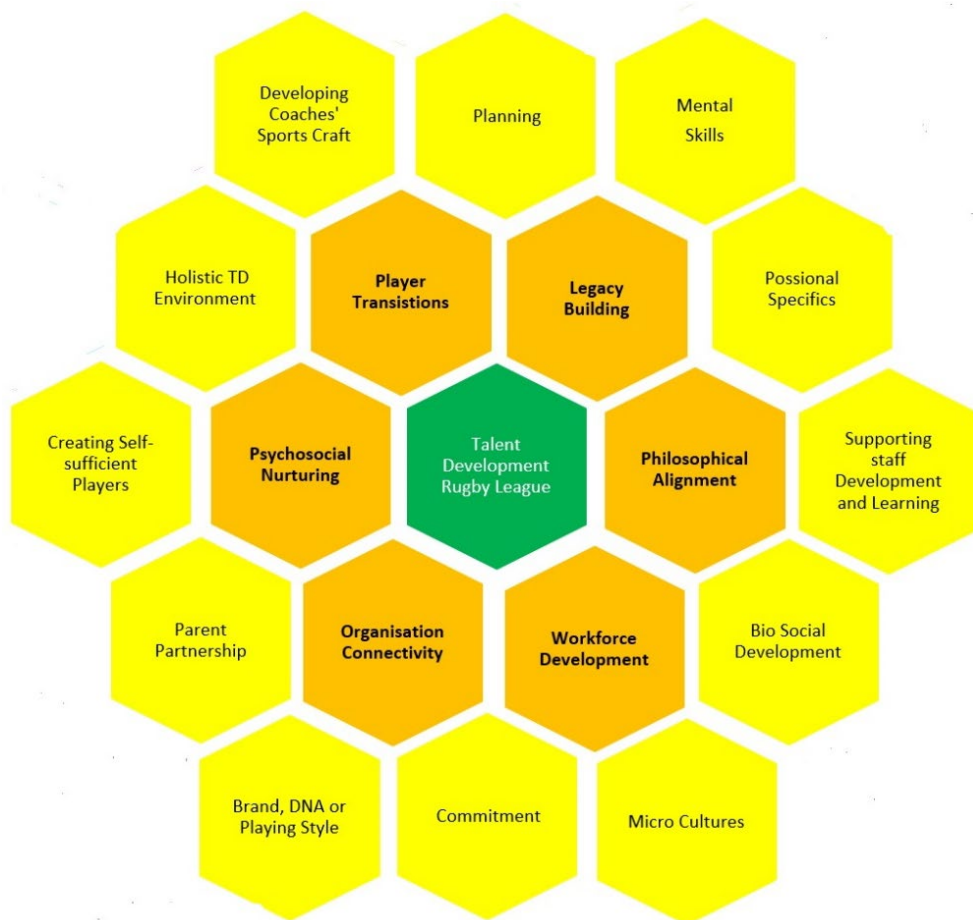 Developing
Coaches'
Sports Craft
Planning
Mental
Skills
Holistic TD
Environment
Player
Transistions
Legacy
Building
Possional
Specifics
Creating Self-
sufficient
Players
Psychosocial
Nurturing
Talent
Development
Rugby League
Philosophical
Alignment
Supporting
staff
Development
and Learning
Parent
Partnership
Organisation
Connectivity
Workforce
Development
Bio Social
Development
Brand, DNA or
Playing Style
Commitment
Micro Cultures